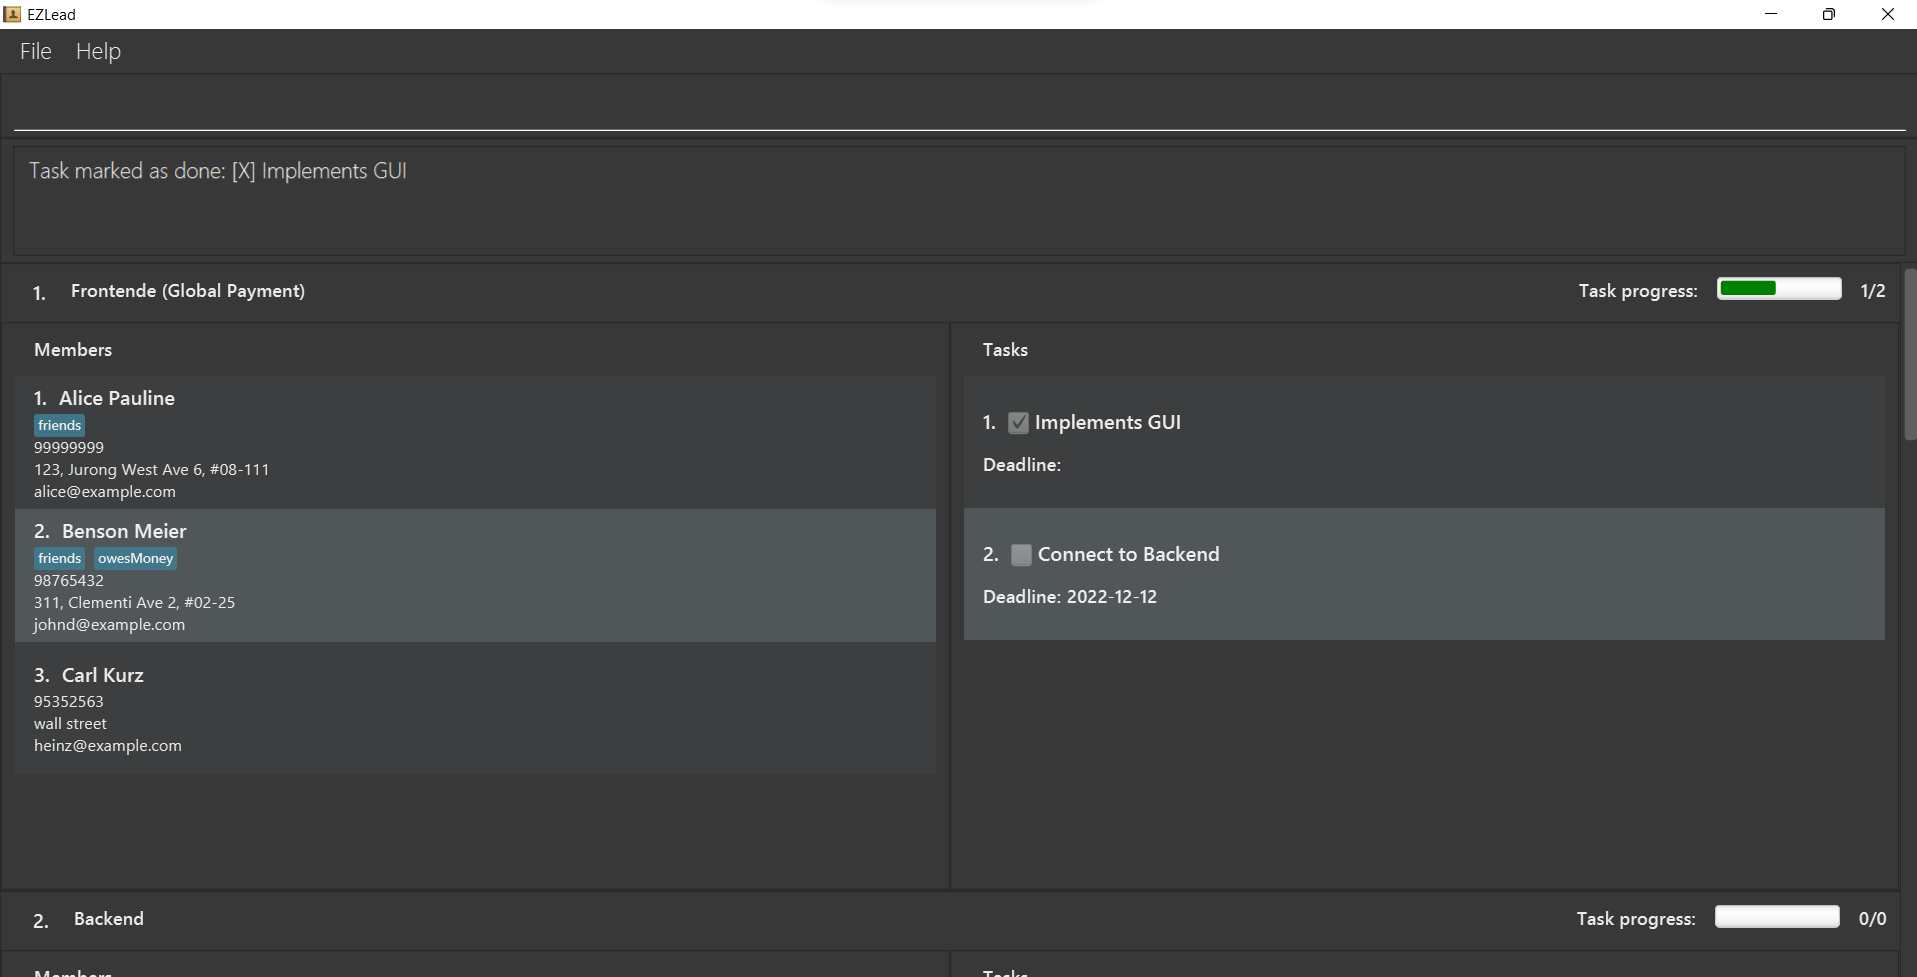 EZLead
File Help
Task marked as done: [X] Implements GUI
1. Frontende (Global Payment)
Task progress: 1/2
Members
1. Alice Pauline
friends
99999999
123, Jurong West Ave 6, #08-111
alice@example.com
2. Benson Meier
friends owesMoney
98765432
311, Clementi Ave 2, #02-25
johnd@example.com
3. Carl Kurz
95352563
wall street
heinz@example.com
Tasks
1. Implements GUI
Deadline:
2. Connect to Backend
Deadline: 2022-12-12
2. Backend
Task progress: 0/0
Members
Tasks